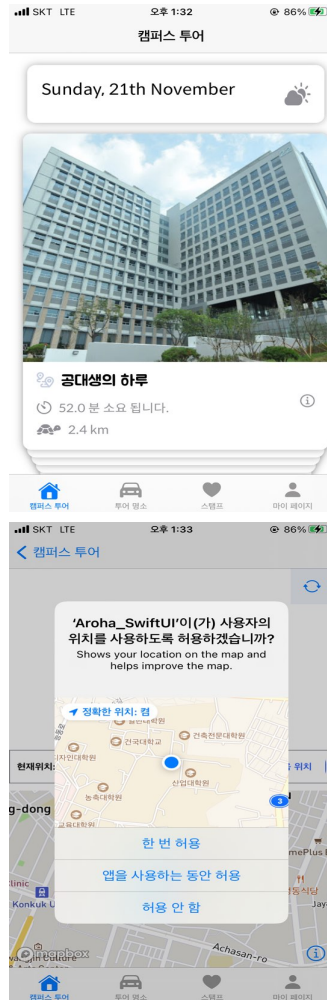 SKT LTE 오후 1:32 86%
캠퍼스 투어
Sunday, 21th November
공대생의 하루
52.0 분 소요 됩니다.
2.4 km
캠퍼스 투어 투어 명소 스탬프 마이 페이지
SKT LTE 오후 1:33 86%
캠퍼스 투어
‘Aroha_SwiftUI’이(가) 사용자의
위치를 사용하도록 허용하겠습니까?
Shows your location on the map and
helps improve the map.
정확한 위치: 켬
건국대학교
건축전문대학원
산업대학원
농축대학원
교육대학원
현재위치:
위치
g-dong
3
한 번 허용
mePlus
앱을 사용하는 동안 허용
linic
Konkuk U
Jay
허용 안 함
Achasan-ro
mapbox
캠퍼스 투어 투어 명소 스탬프 마이 페이지